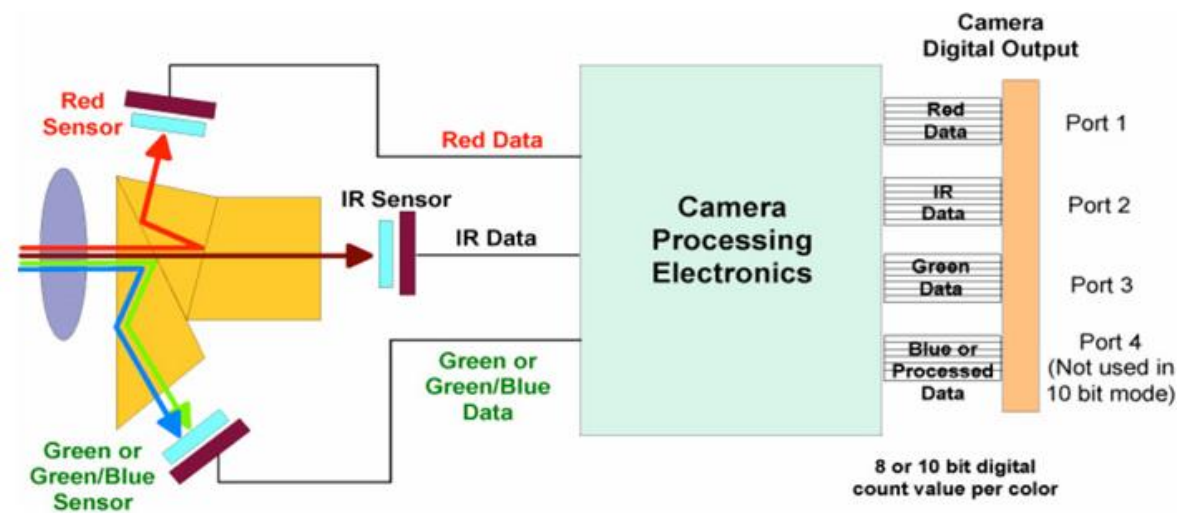 Camera
Digital Output
Red
Sensor
Red Data
IR Sensor
IR Data
Green or
Green/Blue
Data
Green or
Green/Blue
Sensor
Camera
Processing
Electronics
Red
Data
Port 1
IR
Data
Port 2
Green
Data
Port 3
Blue or
Processed
Data
Port 4
(Not used in
10 bit mode)
8 or 10 bit digital
count value per color